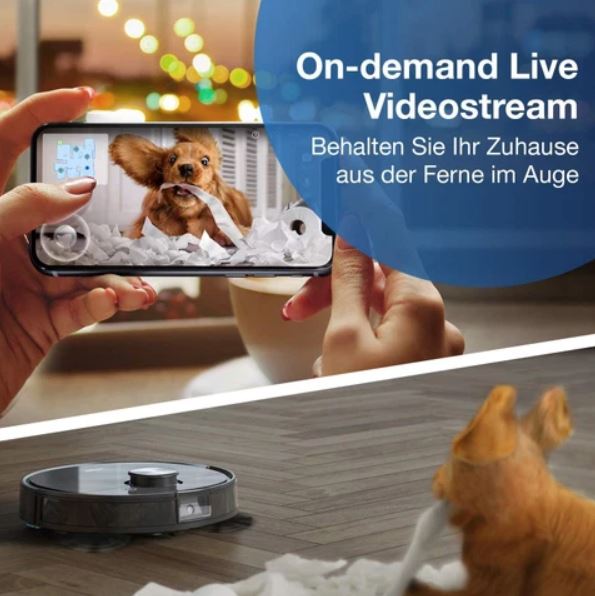 On-demand Live
Videostream
Behalten Sie Ihr Zuhause
aus der Ferne im Auge